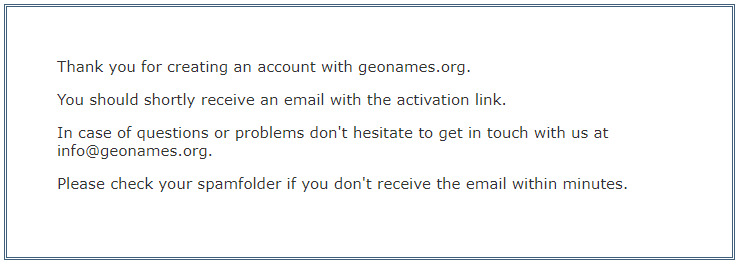 Thank you for creating an account with geonames.org.
You should shortly receive an email with the activation link.
In case of questions or problems don't hesitate to get in touch with us at
info@geonames.org.
Please check your spamfolder if you don't receive the email within minutes.